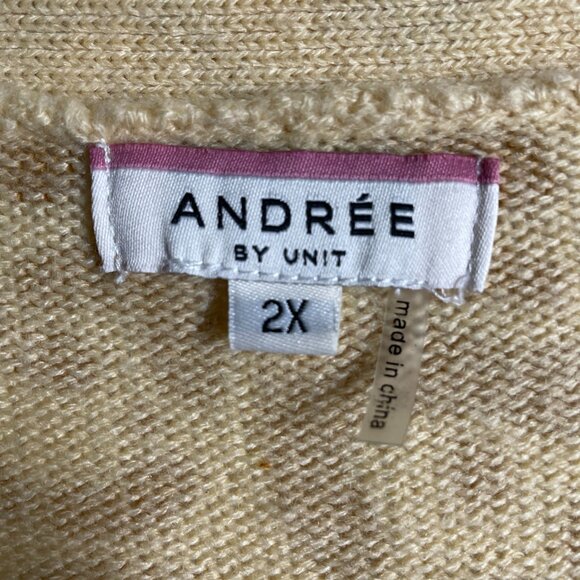 ANDRÉE
BY UNIT
2X
made in china